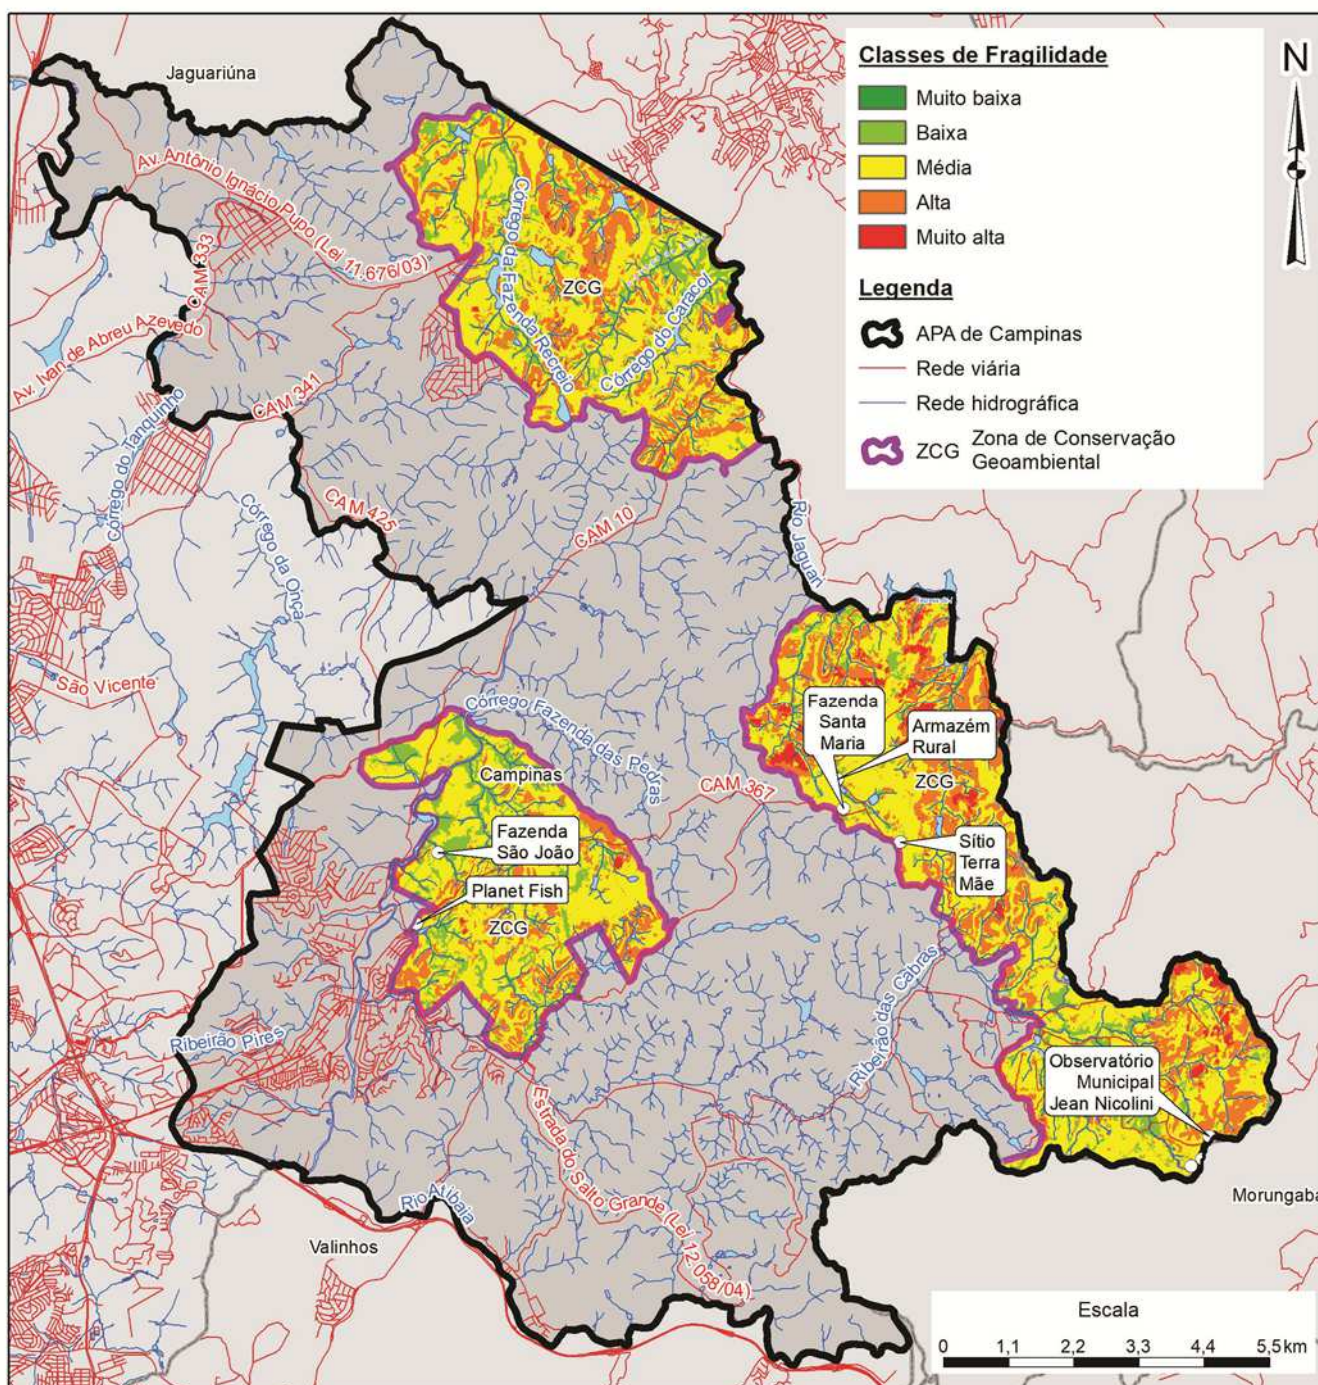 Jaguariúna
Av. Antônio Ignácio Pupo (Lei 11.676/03)
CAM 333
Av. Ivan de Abreu Azevedo
Córrego do Tanquinho
CAM 341
Córrego da Fazenda Recreio
ZCG
Córrego do Caracol
Classes de Fragilidade
Muito baixa
Baixa
Média
Alta
Muito alta
Legenda
APA de Campinas
Rede viária
Rede hidrográfica
ZCG Zona de Conservação
Geoambiental
N
CAM 425
CAM 10
Córrego da Onça
Rio Jaguari
São Vicente
Córrego Fazenda das Pedras
Campinas
CAM 367
Fazenda
São João
Planet Fish
ZCG
Fazenda
Santa
Maria
Armazém
Rural
ZCG
Sítio
Terra
Mãe
Ribeirão das Cabras
Ribeirão Pires
Observatório
Municipal
Jean Nicolini
Morungaba
Estrada do Salto Grande (Lei 12.058/04)
Rio Atibaia
Valinhos
Escala
0 1,1 2,2 3,3 4,4 5,5 km